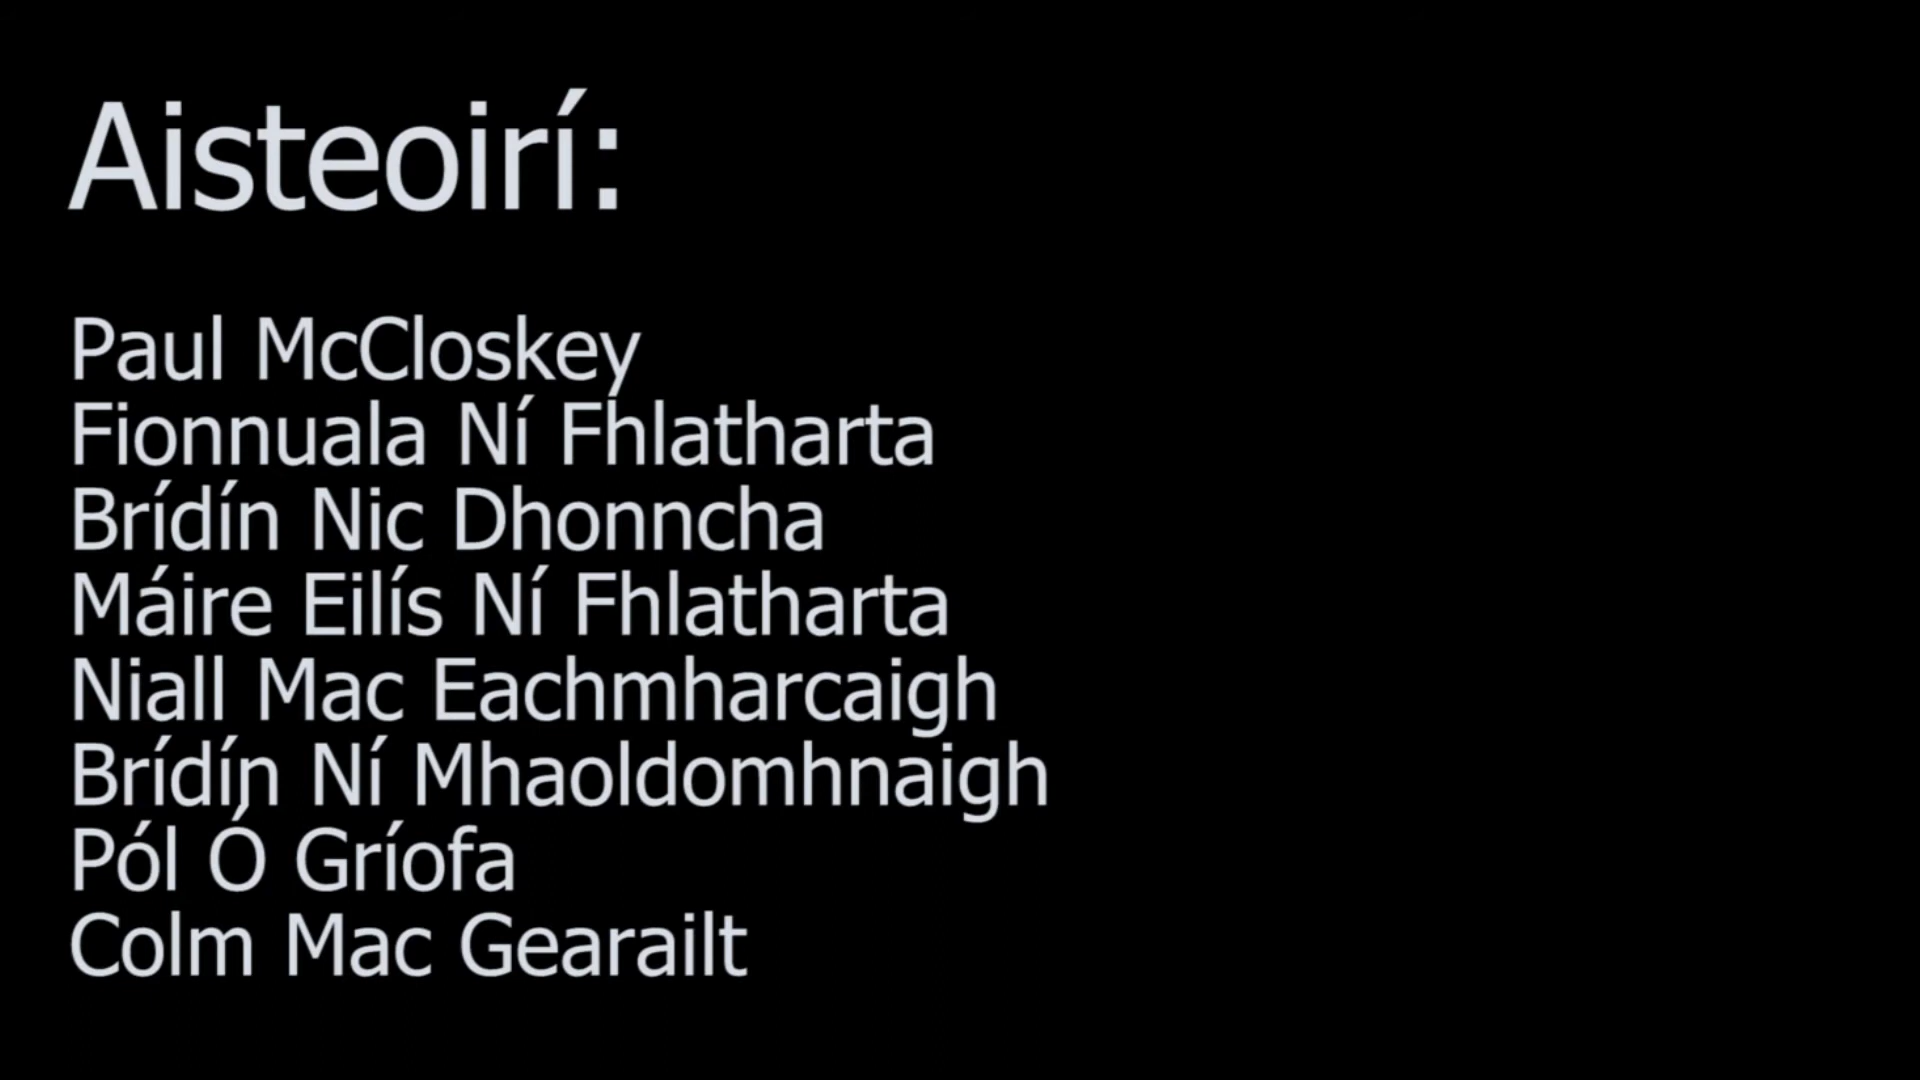 Aisteoirí:
Paul McCloskey
Fionnuala Ní Fhlatharta
Brídín Nic Dhonncha
Máire Eilís Ní Fhlatharta
Niall Mac Eachmharcaigh
Brídín Ní Mhaoldomhnaigh
Pól Ó Gríofa
Colm Mac Gearailt